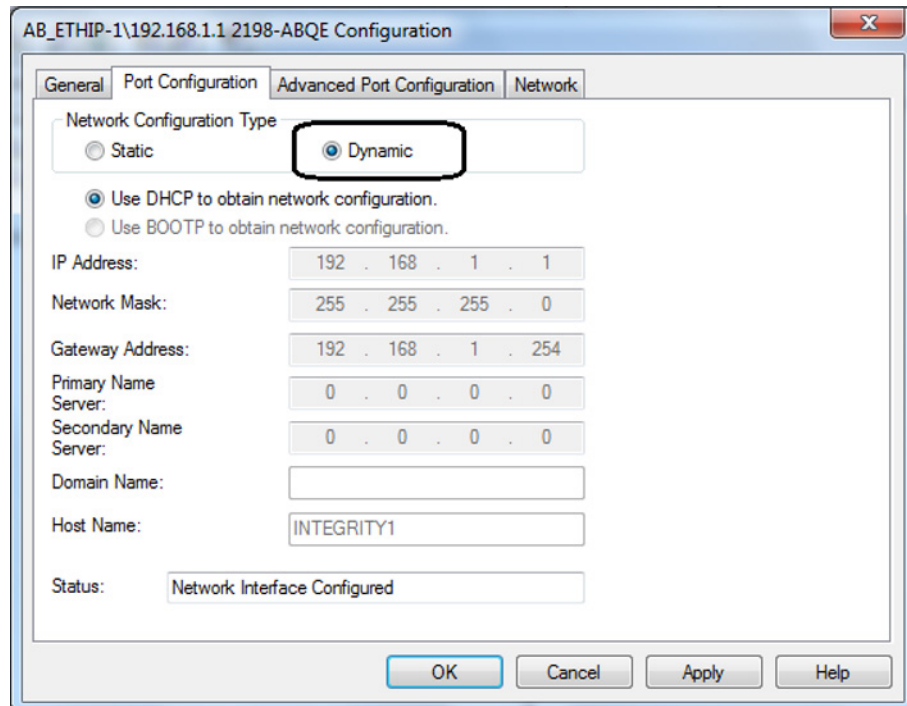 AB_ETHIP-1\192.168.1.1 2198-ABQE Configuration
General Port Configuration Advanced Port Configuration Network
Network Configuration Type
Static Dynamic
Use DHCP to obtain network configuration.
Use BOOTP to obtain network configuration.
IP Address: 192 . 168 . 1 . 1
Network Mask: 255 . 255 . 255 . 0
Gateway Address: 192 . 168 . 1 . 254
Primary Name
Server: 0 . 0 . 0 . 0
Secondary Name
Server: 0 . 0 . 0 . 0
Domain Name:
Host Name: INTEGRITY1
Status: Network Interface Configured
OK Cancel Apply Help